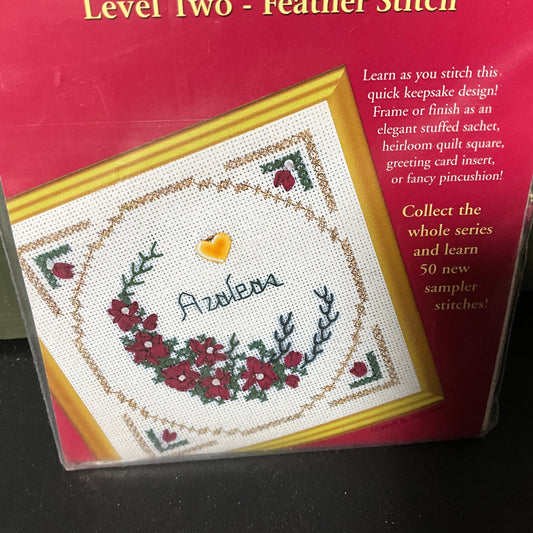 Level Two - Feather Stitch
Learn as you stitch this
quick keepsake design!
Frame or finish as an
elegant stuffed sachet,
heirloom quilt square,
greeting card insert,
or fancy pincushion!
Collect the
whole series
and learn
50 new
sampler
stitches!
Azaleas